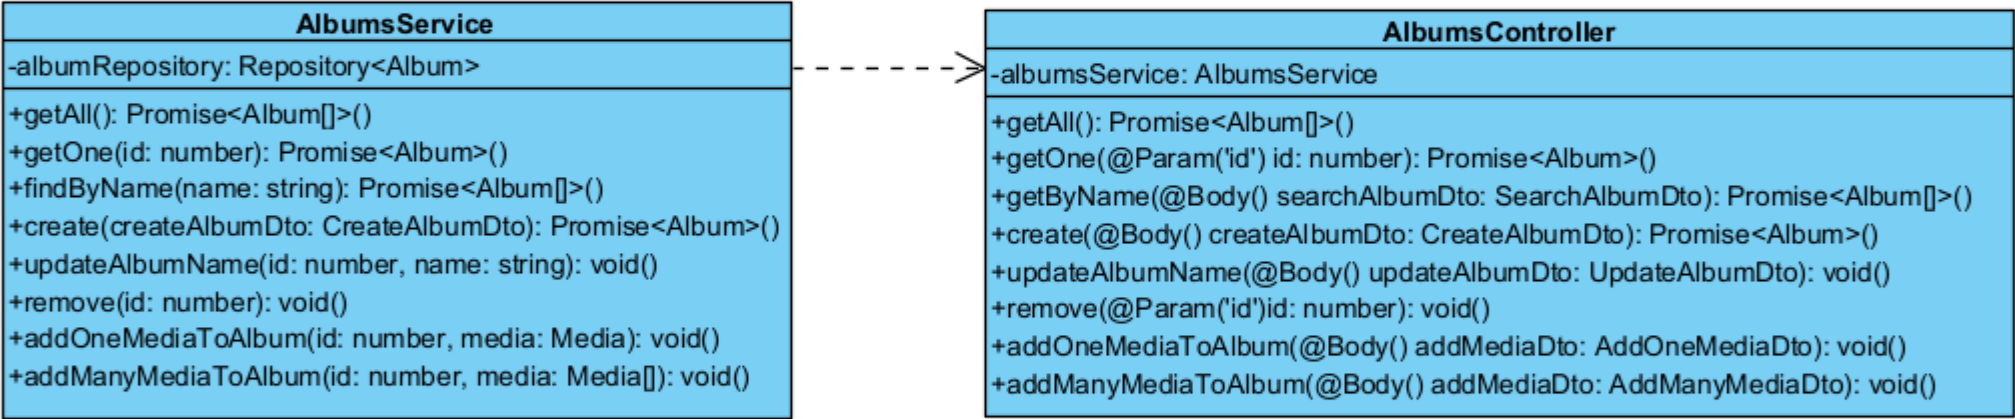 AlbumsService
-albumRepository: Repository<Album>
+getAll(): Promise<Album[]>()
+getOne(id: number): Promise<Album>()
+findByName(name: string): Promise<Album[]>()
+create(createAlbumDto: CreateAlbumDto): Promise<Album>()
+updateAlbumName(id: number, name: string): void()
+remove(id: number): void()
+addOneMediaToAlbum(id: number, media: Media): void()
+addManyMediaToAlbum(id: number, media: Media[]): void()
AlbumsController
-albumsService: AlbumsService
+getAll(): Promise<Album[]>()
+getOne(@Param('id') id: number): Promise<Album>()
+getByName(@Body() searchAlbumDto: SearchAlbumDto): Promise<Album[]>()
+create(@Body() createAlbumDto: CreateAlbumDto): Promise<Album>()
+updateAlbumName(@Body() updateAlbumDto: UpdateAlbumDto): void()
+remove(@Param('id')id: number): void()
+addOneMediaToAlbum(@Body() addMediaDto: AddOneMediaDto): void()
+addManyMediaToAlbum(@Body() addMediaDto: AddManyMediaDto): void()